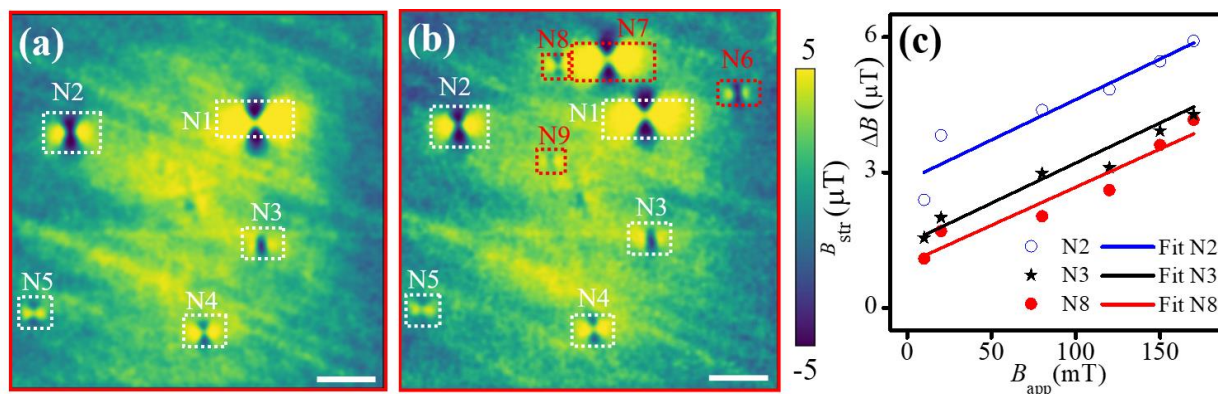 (a)
N2
N1
N3
N5
N4
(b)
N8
N7
N6
N2
N1
N9
N3
N5
N4
5
B_str (μT)
-5
(c)
6
3
0
ΔB (μT)
N2 Fit N2
N3 Fit N3
N8 Fit N8
0 50 100 150
B_app(mT)